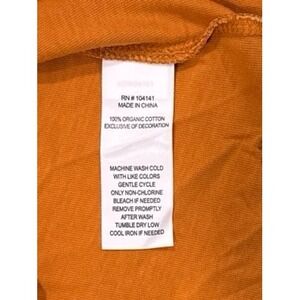 RN # 104141
MADE IN CHINA
100% ORGANIC COTTON
EXCLUSIVE OF DECORATION
MACHINE WASH COLD
WITH LIKE COLORS
GENTLE CYCLE
ONLY NON-CHLORINE
BLEACH IF NEEDED
REMOVE PROMPTLY
AFTER WASH
TUMBLE DRY LOW
COOL IRON IF NEEDED